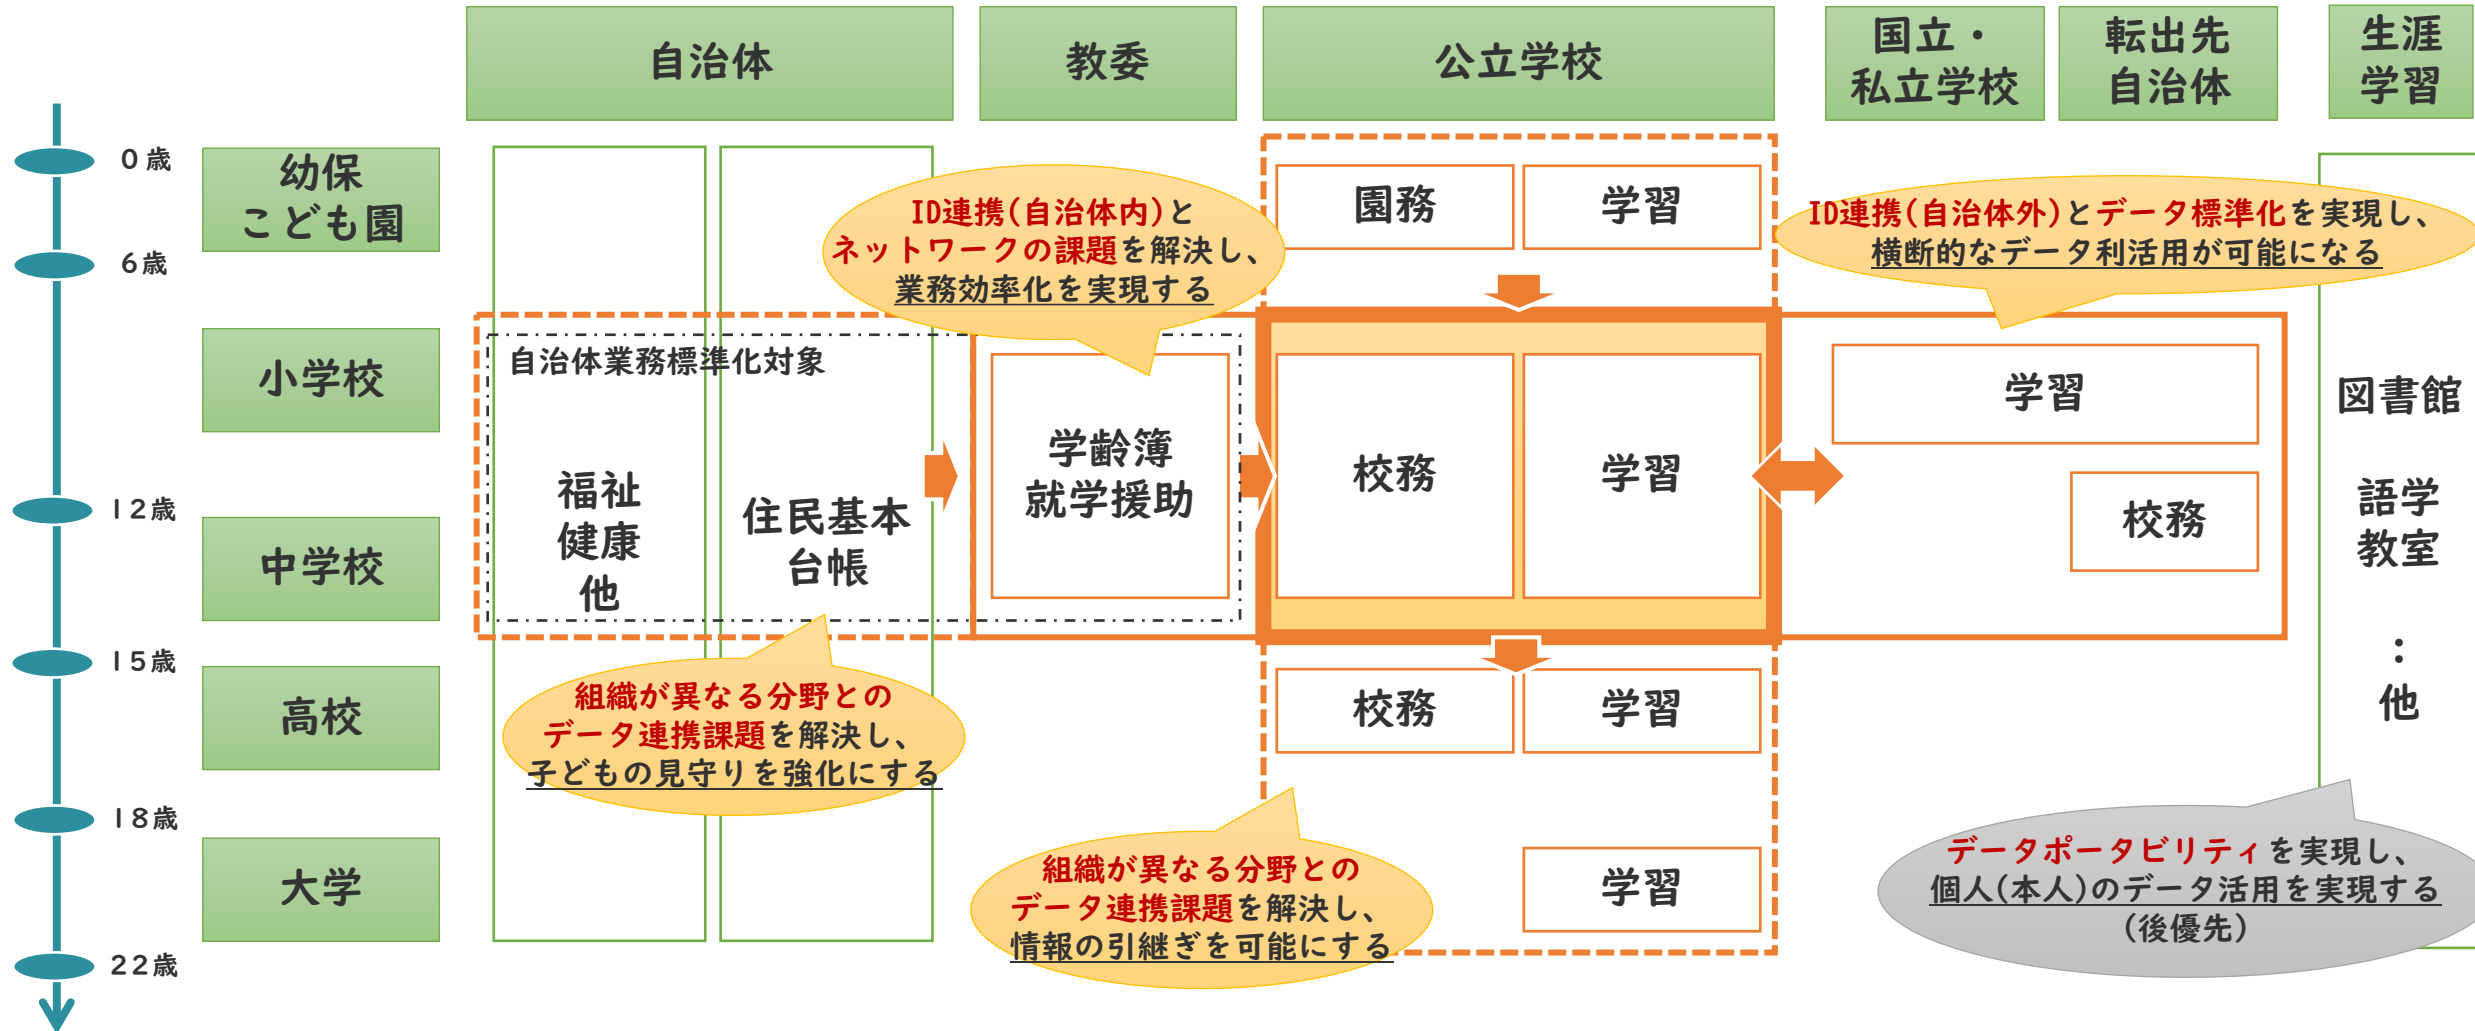 自治体
教委
公立学校
国立・
私立学校
転出先
自治体
生涯
学習
0歳
幼保
こども園
6歳
小学校
12歳
中学校
15歳
高校
18歳
大学
22歳
ID連携(自治体内)と
ネットワークの課題を解決し、
業務効率化を実現する
園務
学習
ID連携(自治体外)とデータ標準化を実現し、
横断的なデータ利活用が可能になる
自治体業務標準化対象
福祉
健康
他
住民基本
台帳
学齢簿
就学援助
校務
学習
学習
校務
図書館
語学
教室
：
他
組織が異なる分野との
データ連携課題を解決し、
子どもの見守りを強化にする
校務
学習
組織が異なる分野との
データ連携課題を解決し、
情報の引継ぎを可能にする
学習
データポータビリティを実現し、
個人(本人)のデータ活用を実現する
(後優先)